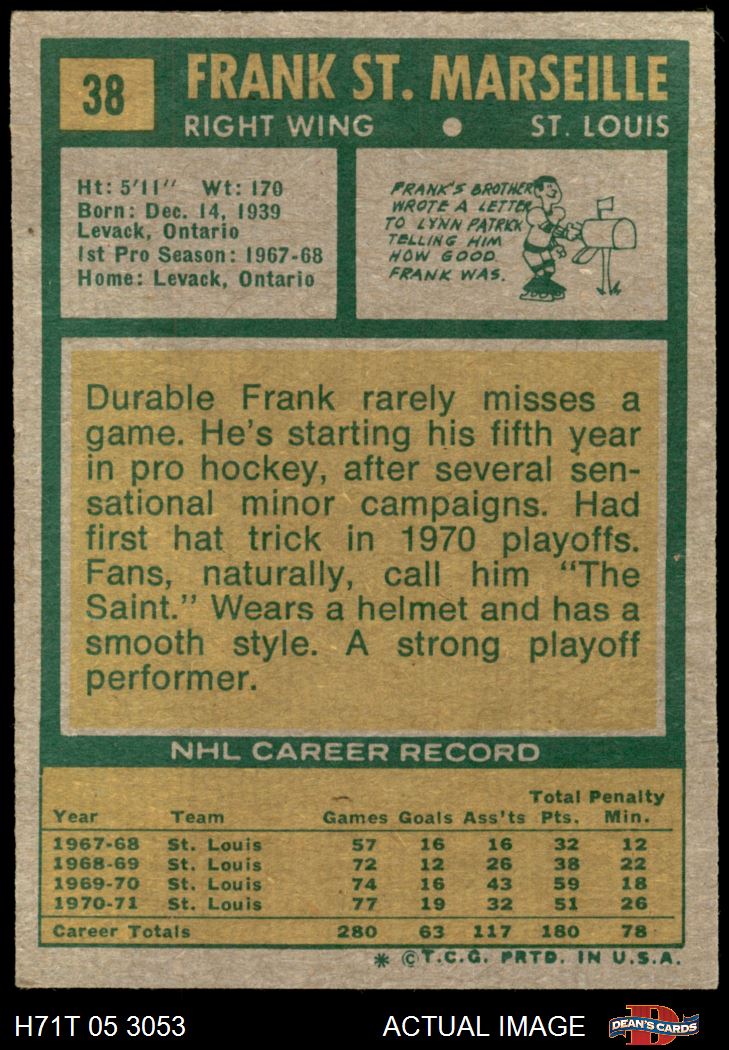 38
FRANK ST. MARSEILLE
RIGHT WING ● ST. LOUIS
Ht: 5'11" Wt: 170
Born: Dec. 14, 1939
Levack, Ontario
1st Pro Season: 1967-68
Home: Levack, Ontario
FRANK'S BROTHER
WROTE A LETTER
TO LYNN PATRICK
TELLING HIM
HOW GOOD
FRANK WAS.
Durable Frank rarely misses a
game. He's starting his fifth year
in pro hockey, after several sen-
sational minor campaigns. Had
first hat trick in 1970 playoffs.
Fans, naturally, call him "The
Saint." Wears a helmet and has a
smooth style. A strong playoff
performer.
NHL CAREER RECORD
Total Penalty
Year Team Games Goals Ass'ts Pts. Min.
1967-68 St. Louis 57 16 16 32 12
1968-69 St. Louis 72 12 26 38 22
1969-70 St. Louis 74 16 43 59 18
1970-71 St. Louis 77 19 32 51 26
Career Totals 280 63 117 180 78
* © T.C.G. PRTD. IN U.S.A.
H71T 05 3053 ACTUAL IMAGE DEAN'S CARDS